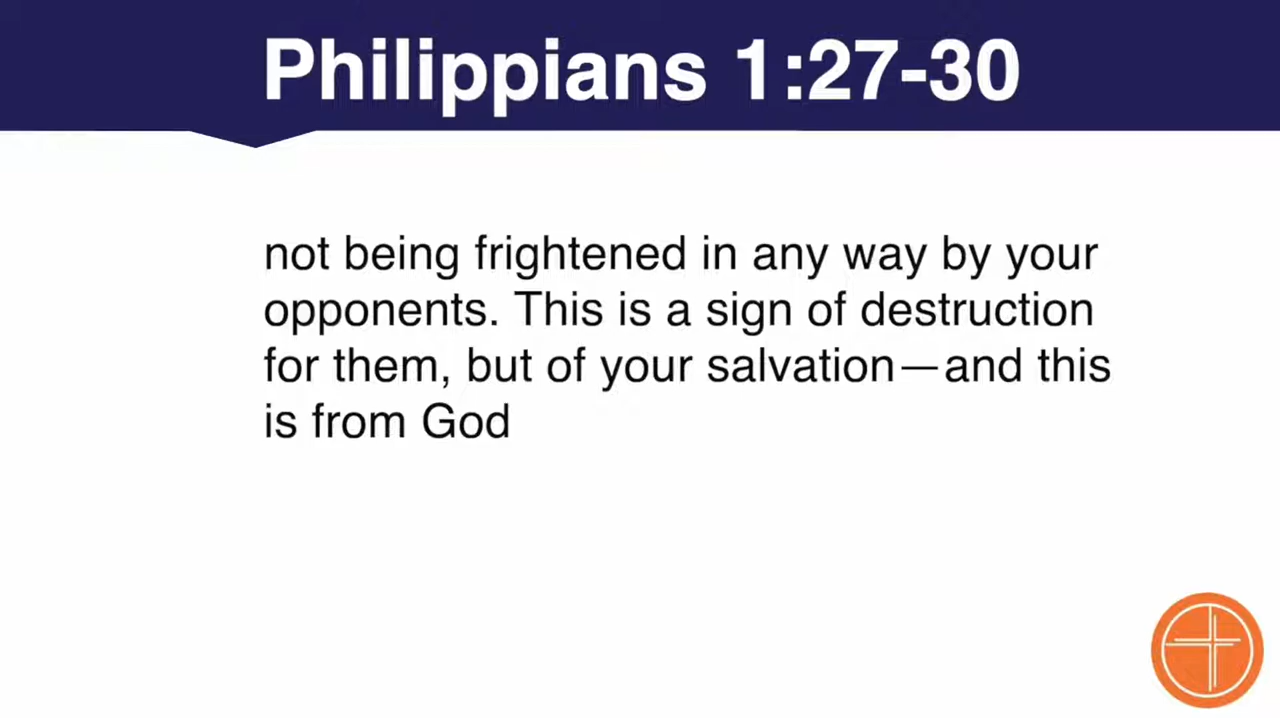 Philippians 1:27-30
not being frightened in any way by your
opponents. This is a sign of destruction
for them, but of your salvation—and this
is from God